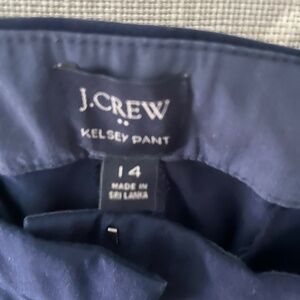 J.CREW
KELSEY PANT
14
MADE IN
SRI LANKA